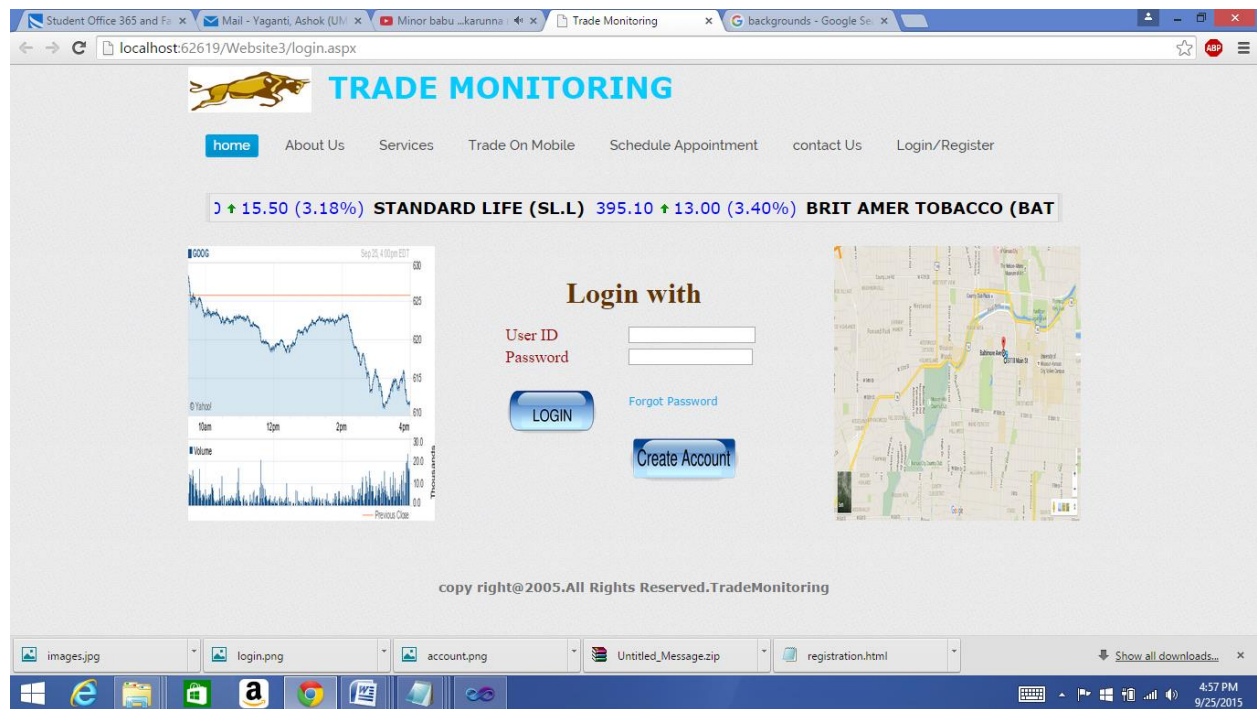 Student Office 365 and Fa Mail - Yaganti, Ashok (UM Minor babu ...karunna Trade Monitoring backgrounds - Google Se
localhost:62619/Website3/login.aspx
ABP
TRADE MONITORING
home About Us Services Trade On Mobile Schedule Appointment contact Us Login/Register
15.50 (3.18%) STANDARD LIFE (SL.L) 395.10 13.00 (3.40%) BRIT AMER TOBACCO (BAT
GOOG Sep 20, 4:00pm EDT
630
625
620
615
© Yahoo! 610
10am 12pm 2pm 4pm
Volume 30.0
20.0
10.0
0.0
Thousands
Previous Close
Login with
User ID
Password
LOGIN Forgot Password
Create Account
copy right@2005.All Rights Reserved.TradeMonitoring
images.jpg login.png account.png Untitled_Message.zip registration.html Show all downloads...
4:57 PM
9/25/2015